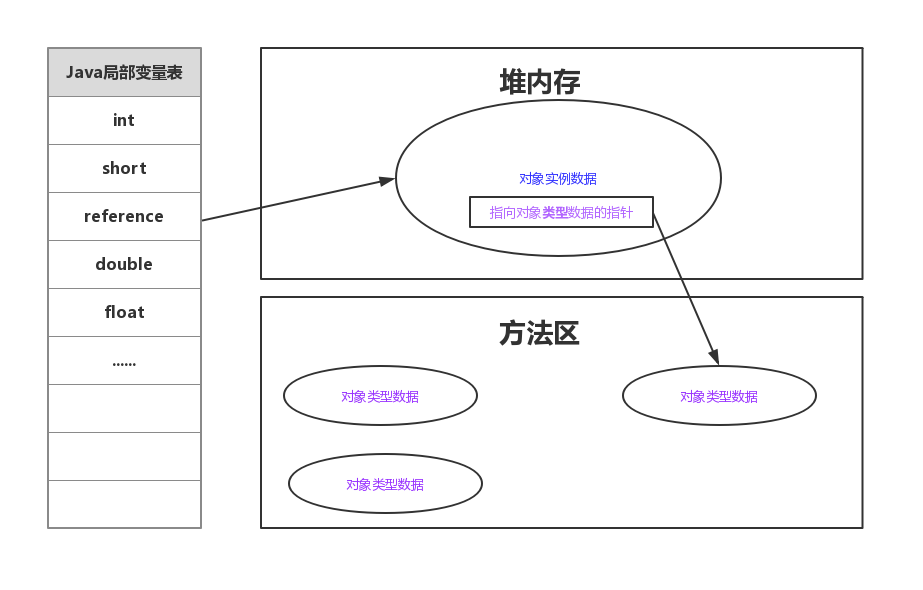 Java局部变量表
int
short
reference
double
float
......
堆内存
对象实例数据
指向对象类型数据的指针
方法区
对象类型数据
对象类型数据
对象类型数据